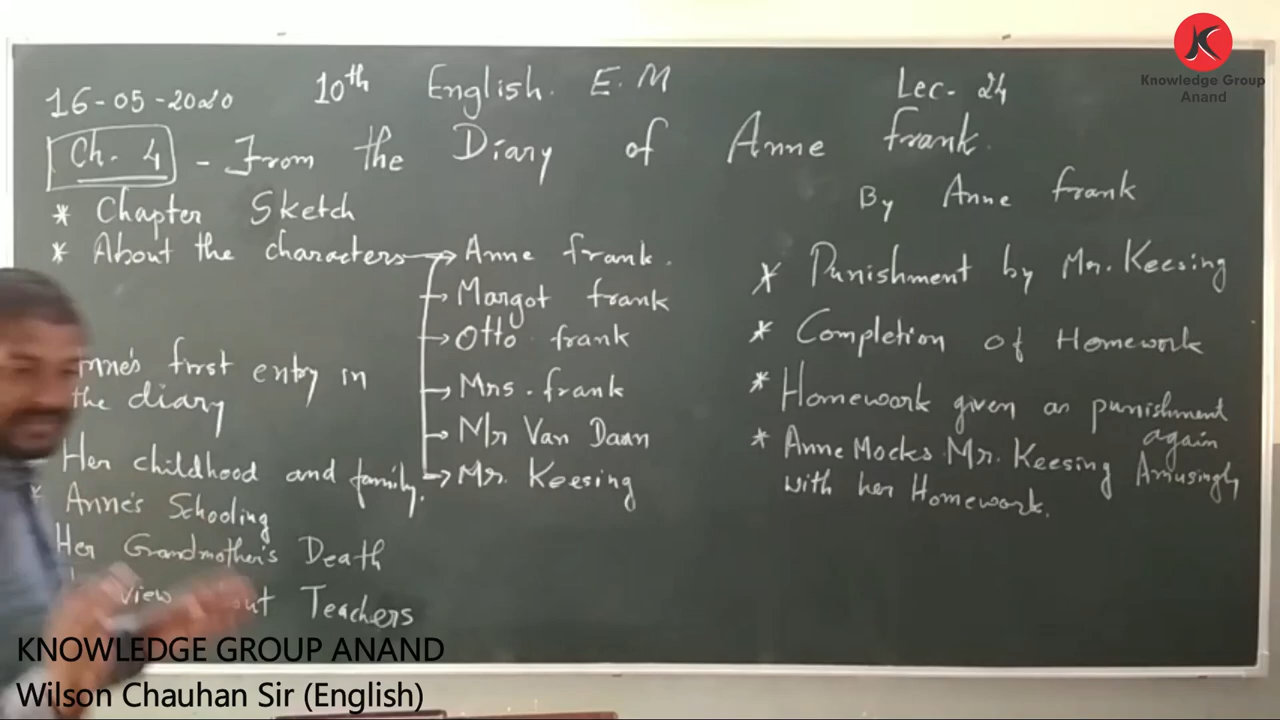 16-05-2020 10th English. E.M Lec- 24
Ch. 4 - From the Diary of Anne Frank.
By Anne Frank
* Chapter Sketch
* About the characters
→ Anne Frank.
→ Margot Frank
→ Otto Frank
→ Mrs. Frank
→ Mr Van Daan
→ Mr. Keesing
first entry in
the diary
Her childhood and family.
* Anne's Schooling
Her Grandmother's Death
view Teachers
* Punishment by Mr. Keesing
* Completion of Homework
* Homework given as punishment
again
* Anne Mocks Mr. Keesing Amusingly
with her Homework.
K
Knowledge Group
Anand
KNOWLEDGE GROUP ANAND
Wilson Chauhan Sir (English)